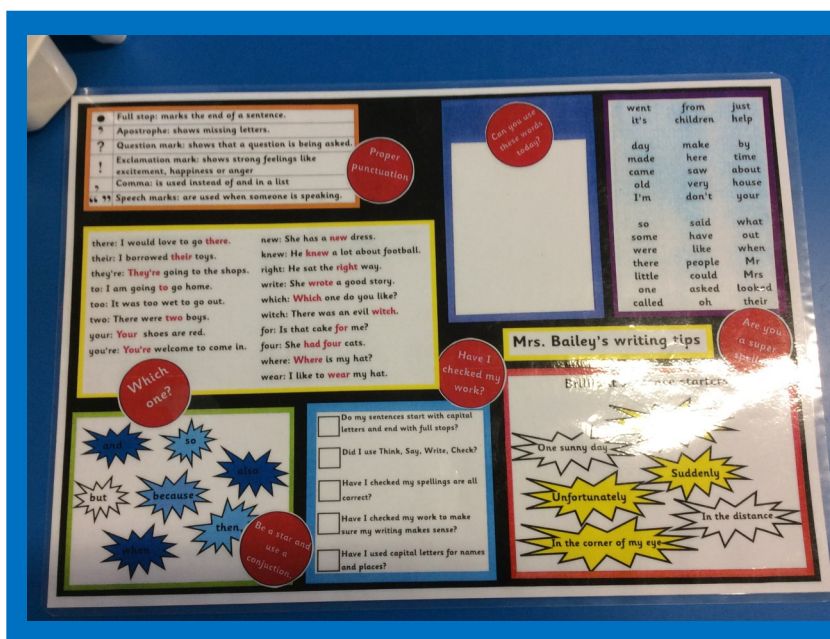 ● Full stop: marks the end of a sentence.
’ Apostrophe: shows missing letters.
? Question mark: shows that a question is being asked.
! Exclamation mark: shows strong feelings like
excitement, happiness or anger
, Comma: is used instead of and in a list
“ ” Speech marks: are used when someone is speaking.
Proper
punctuation
Can you use
these words
today?
went from just
it's children help
day make by
made here time
came saw about
old very house
I'm don't your
so said what
some have out
were like when
there people Mr
little could Mrs
one asked looked
called oh their
there: I would love to go there.
their: I borrowed their toys.
they're: They're going to the shops.
to: I am going to go home.
too: It was too wet to go out.
two: There were two boys.
your: Your shoes are red.
you're: You're welcome to come in.
new: She has a new dress.
knew: He knew a lot about football.
right: He sat the right way.
write: She wrote a good story.
which: Which one do you like?
witch: There was an evil witch.
for: Is that cake for me?
four: She had four cats.
where: Where is my hat?
wear: I like to wear my hat.
Which
one?
Mrs. Bailey's writing tips
Are you
a super
Have I
checked my
work?
and
so
also
but
because
then,
when
Be a star and
use a
conjuction.
Do my sentences start with capital
letters and end with full stops?
Did I use Think, Say, Write, Check?
Have I checked my spellings are all
correct?
Have I checked my work to make
sure my writing makes sense?
Have I used capital letters for names
and places?
starters
One sunny day
Suddenly
Unfortunately
In the distance
In the corner of my eye